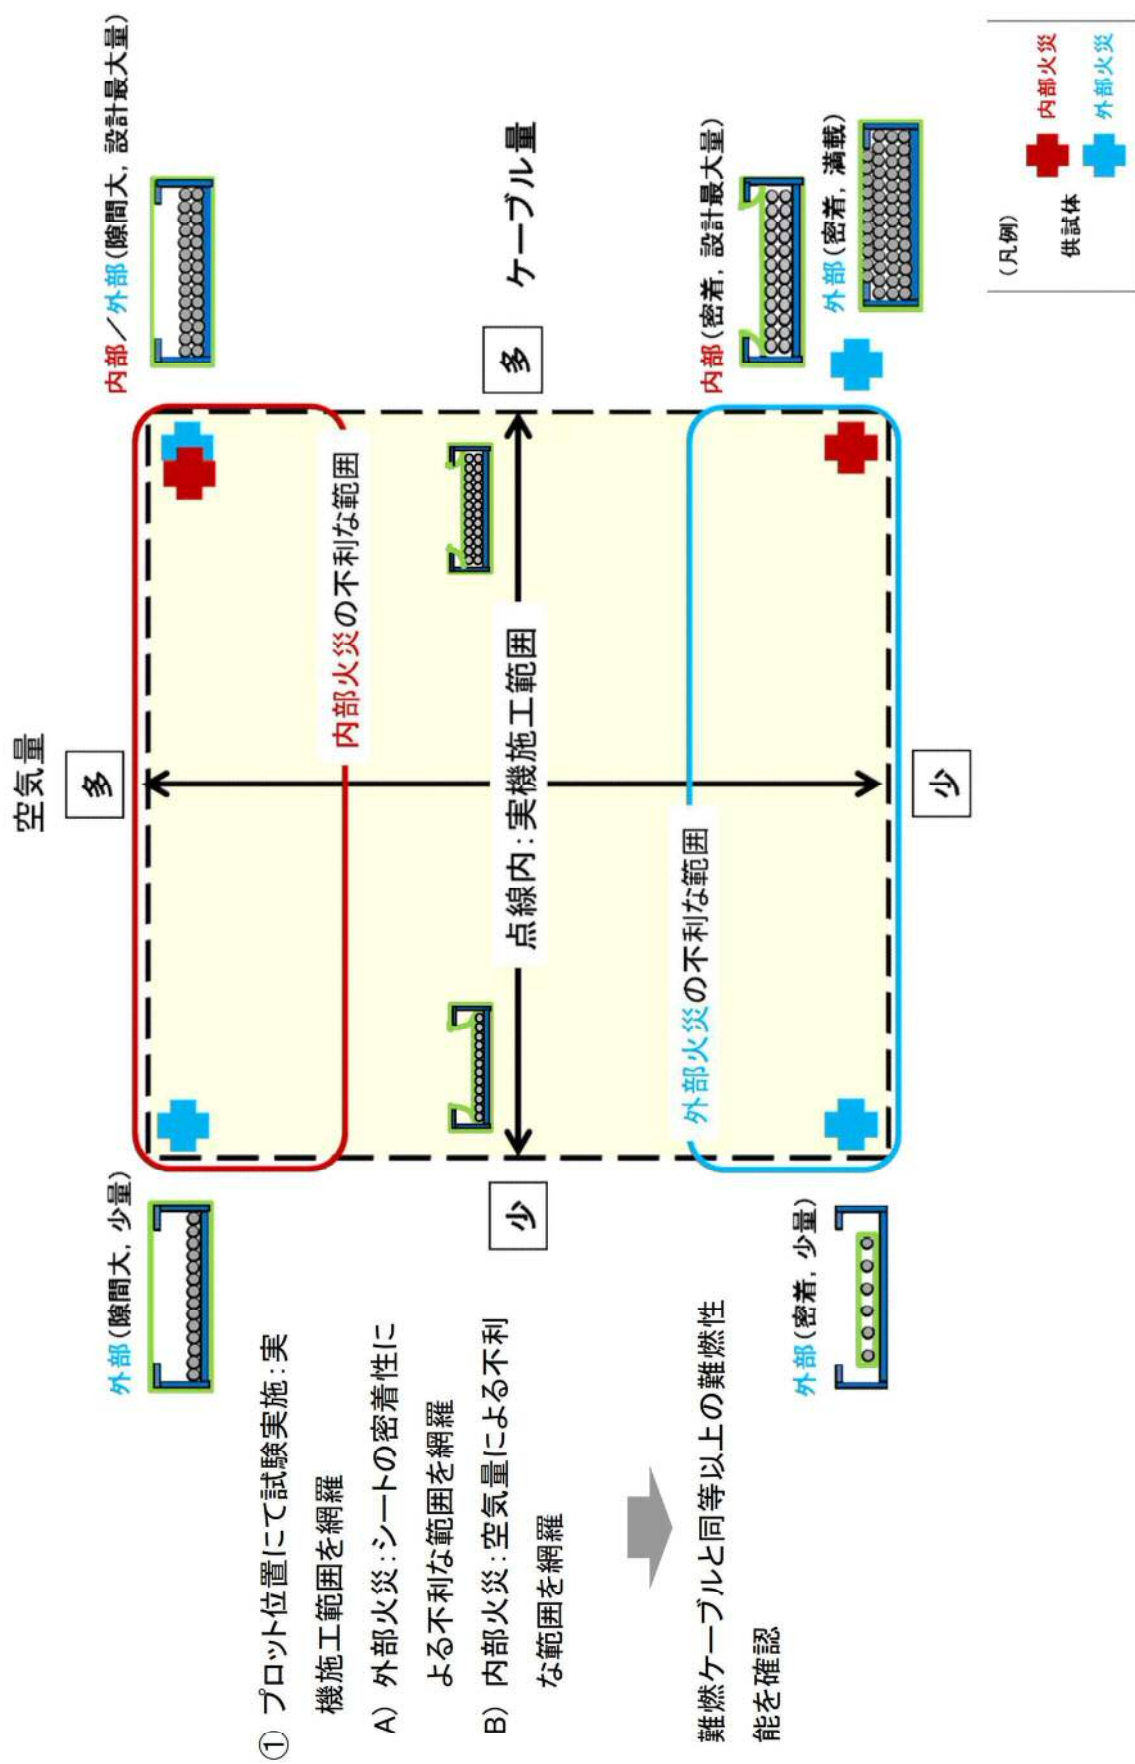 ① プロット位置にて試験実施：実
機施工範囲を網羅
A） 外部火災：シートの密着性に
よる不利な範囲を網羅
B） 内部火災：空気量による不利
な範囲を網羅
難燃ケーブルと同等以上の難燃性
能を確認
空気量
多
外部(隙間大，少量)
内部／外部(隙間大，設計最大量)
内部火災の不利な範囲
少
点線内：実機施工範囲
多
ケーブル量
外部火災の不利な範囲
外部(密着，少量)
内部(密着，設計最大量)
外部(密着，満載)
少
(凡例)
供試体
内部火災
外部火災